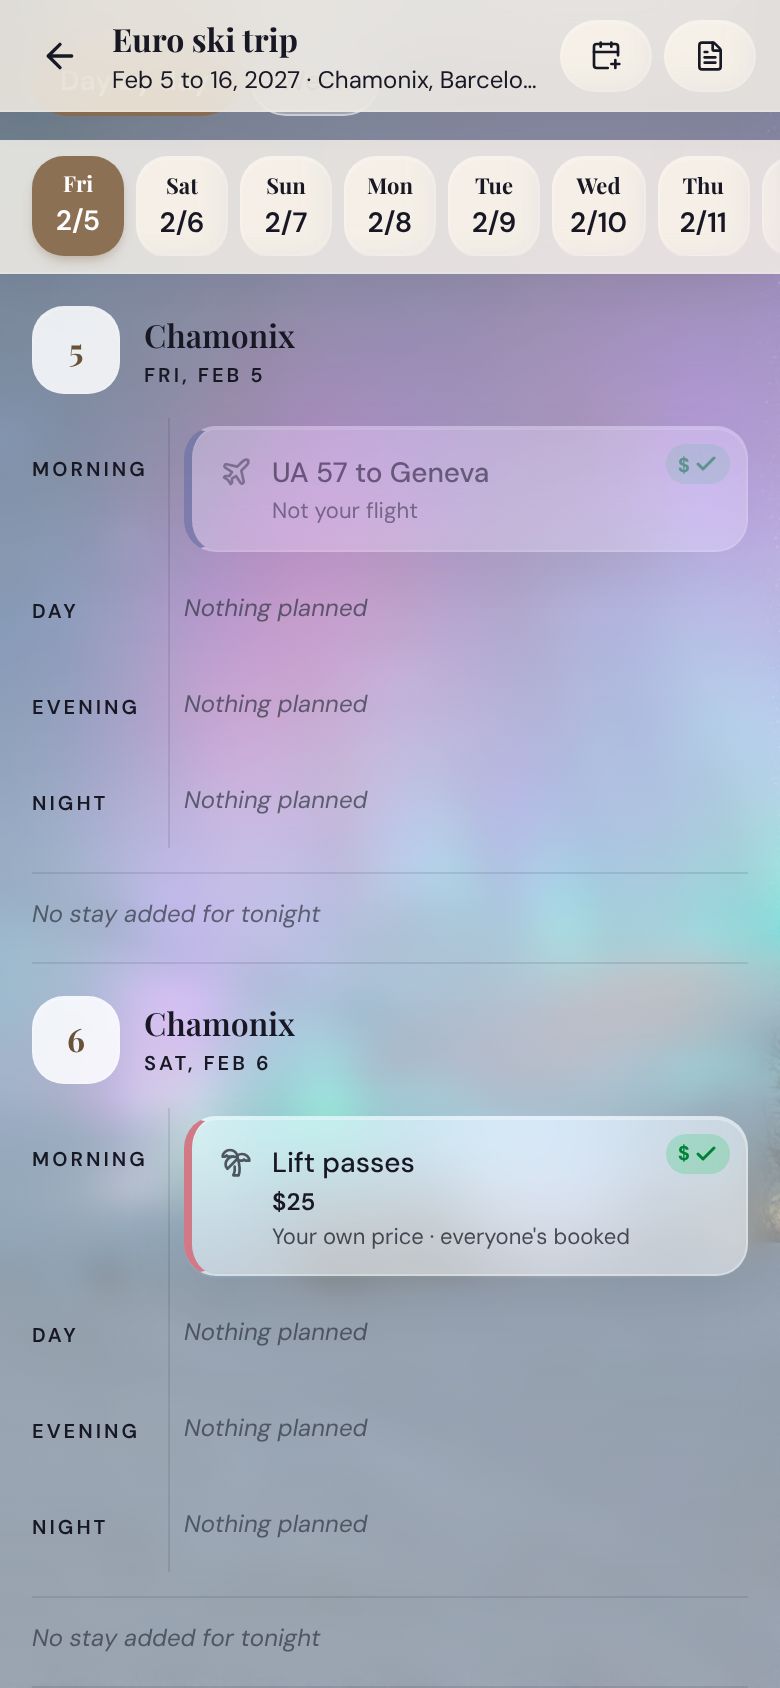 Euro ski trip
Feb 5 to 16, 2027 · Chamonix, Barcelo...
Fri
2/5
Sat
2/6
Sun
2/7
Mon
2/8
Tue
2/9
Wed
2/10
Thu
2/11
5
Chamonix
FRI, FEB 5
MORNING
UA 57 to Geneva
$
Not your flight
DAY
Nothing planned
EVENING
Nothing planned
NIGHT
Nothing planned
No stay added for tonight
6
Chamonix
SAT, FEB 6
MORNING
Lift passes
$
$25
Your own price · everyone's booked
DAY
Nothing planned
EVENING
Nothing planned
NIGHT
Nothing planned
No stay added for tonight